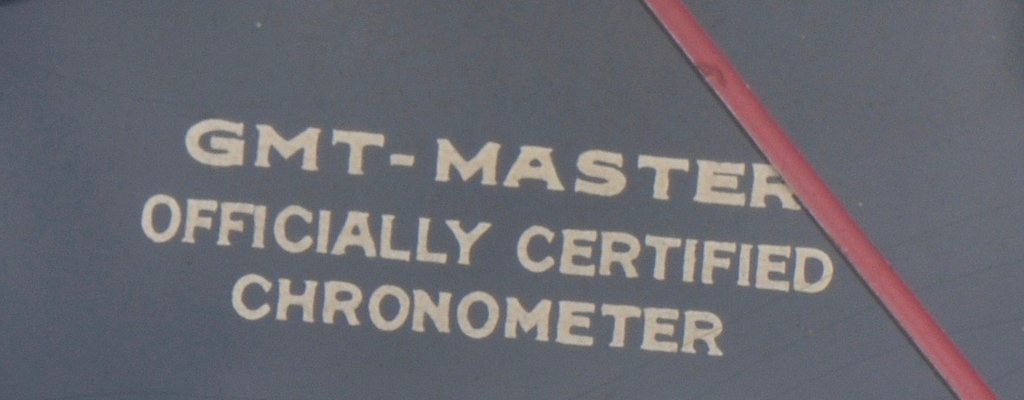 GMT-MASTER
OFFICIALLY CERTIFIED
CHRONOMETER